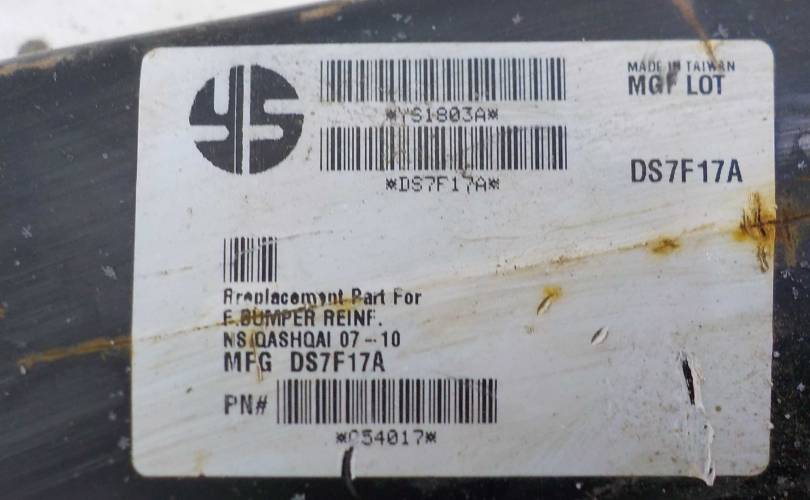 YS
*YS1803A*
*DS7F17A*
MADE IN TAIWAN
MGF LOT
DS7F17A
Rreplacement Part For
F.BUMPER REINF.
NS QASHQAI 07-10
MFG DS7F17A
PN#